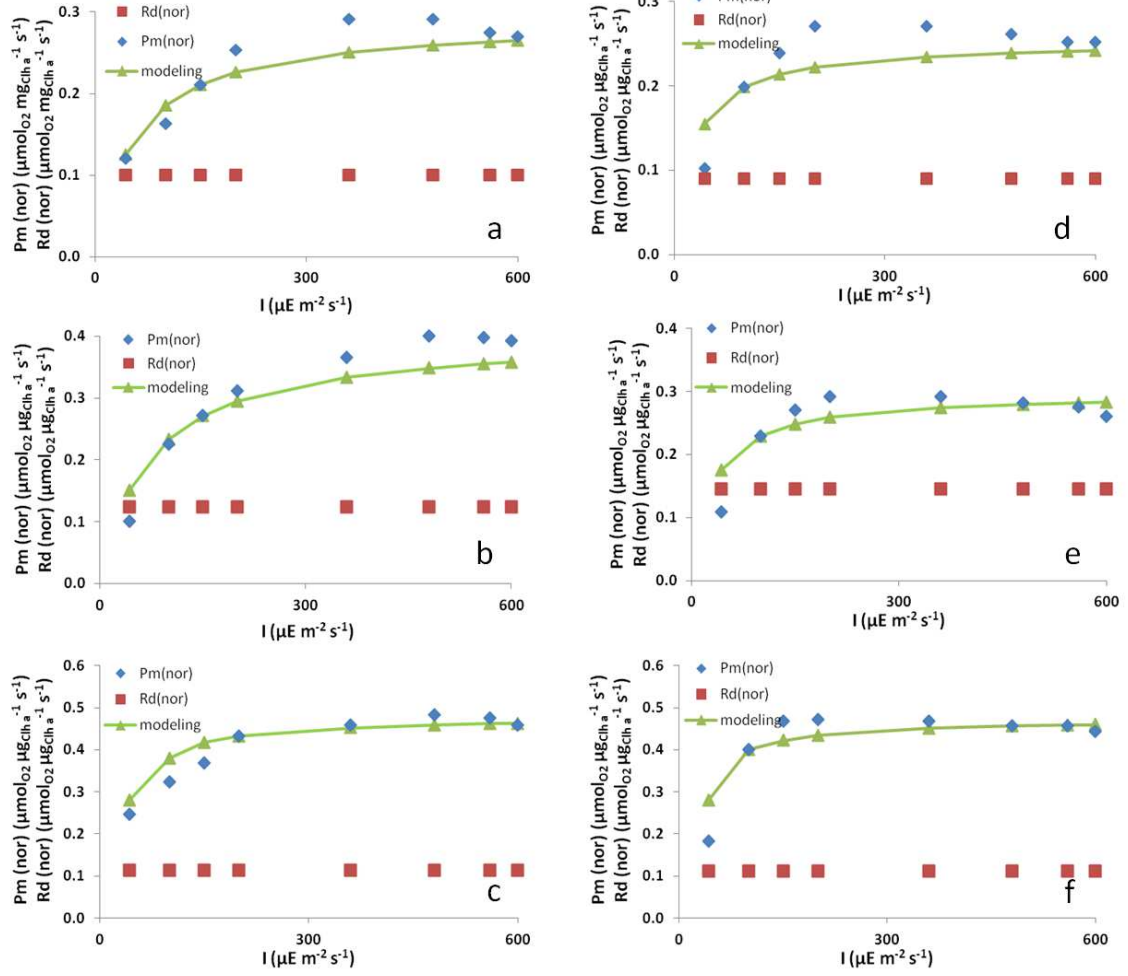 0.3
Rd(nor)
Pm(nor)
modeling
0.2
0.1
0.0
0 300 600
I (µE m-2 s-1)
Pm (nor) (µmolO2 mgClh a-1 s-1)
Rd (nor) (µmolO2 mgClh a-1 s-1)
a
0.3
Rd(nor)
modeling
0.2
0.1
0.0
0 300 600
I (µE m-2 s-1)
Pm (nor) (µmolO2 µgClh a-1 s-1)
Rd (nor) (µmolO2 µgClh a-1 s-1)
d
0.4
Pm(nor)
Rd(nor)
modeling
0.3
0.2
0.1
0.0
0 300 600
I (µE m-2 s-1)
Pm (nor) (µmolO2 µgClh a-1 s-1)
Rd (nor) (µmolO2 µgClh a-1 s-1)
b
0.4
Pm(nor)
Rd(nor)
modeling
0.3
0.2
0.1
0.0
0 300 600
I (µE m-2 s-1)
Pm (nor) (µmolO2 µgClh a-1 s-1)
Rd (nor) (µmolO2 µgClh a-1 s-1)
e
0.6
Pm(nor)
Rd(nor)
modeling
0.5
0.4
0.3
0.2
0.1
0.0
0 300 600
I (µE m-2 s-1)
Pm (nor) (µmolO2 µgClh a-1 s-1)
Rd (nor) (µmolO2 µgClh a-1 s-1)
c
0.6
Pm(nor)
Rd(nor)
modeling
0.5
0.4
0.3
0.2
0.1
0.0
0 300 600
I (µE m-2 s-1)
Pm (nor) (µmolO2 µgClh a-1 s-1)
Rd (nor) (µmolO2 µgClh a-1 s-1)
f